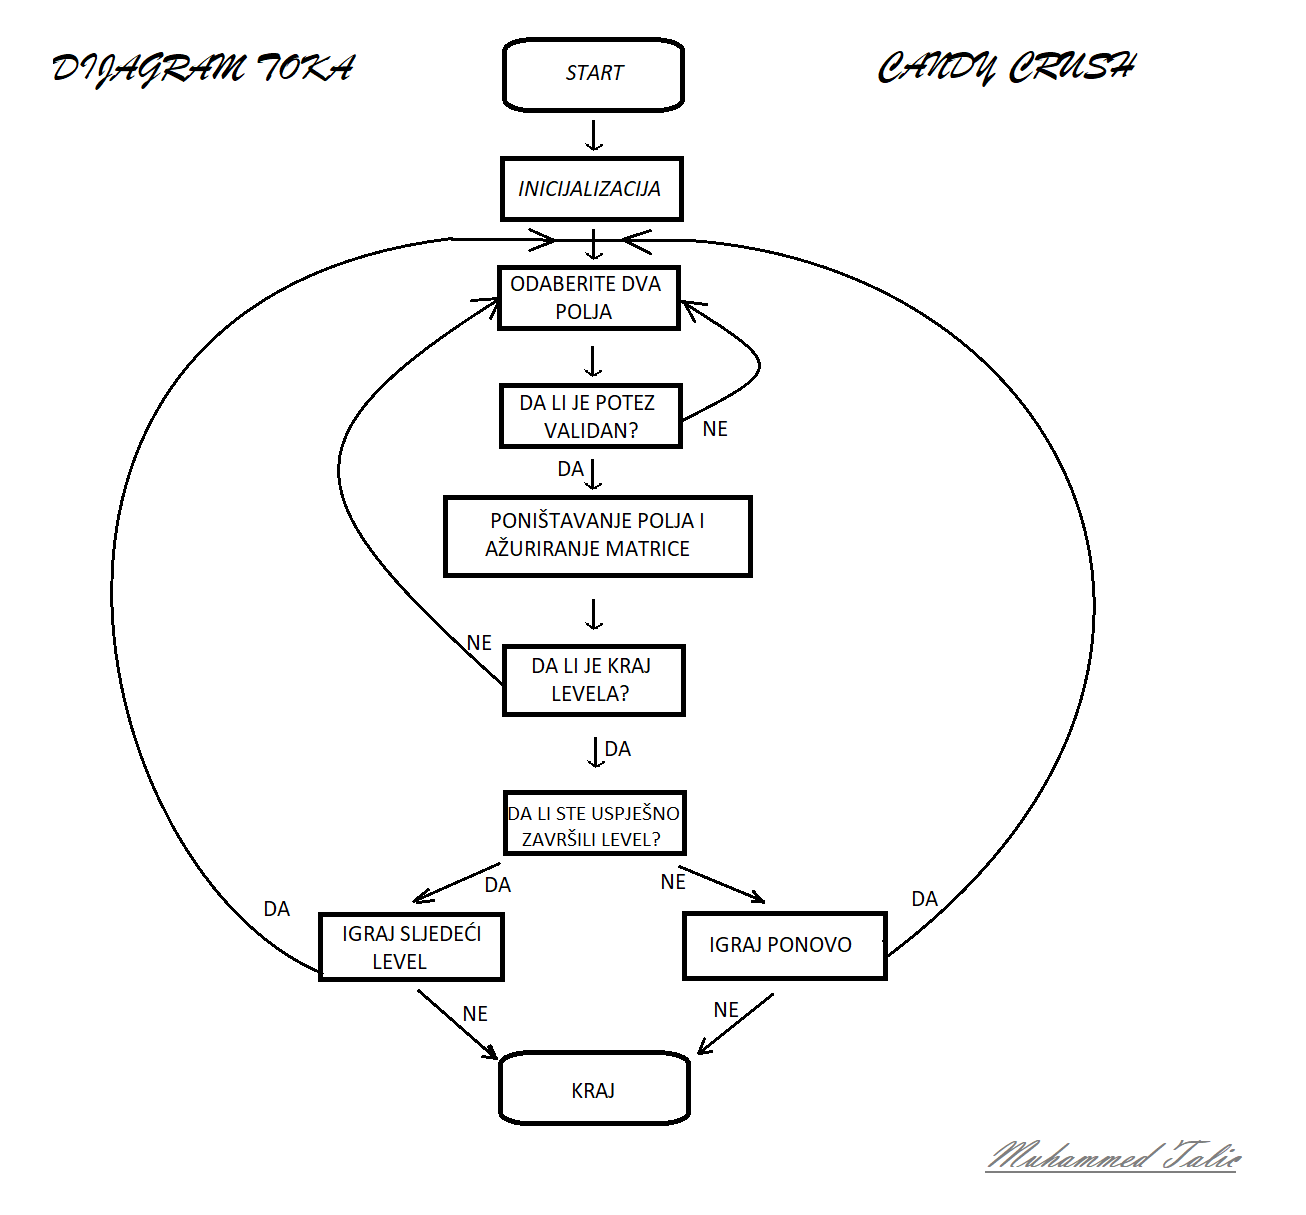 DIJAGRAM TOKA
CANDY CRUSH
START
INICIJALIZACIJA
ODABERITE DVA
POLJA
DA LI JE POTEZ
VALIDAN?
NE
DA
PONIŠTAVANJE POLJA I
AŽURIRANJE MATRICE
NE
DA LI JE KRAJ
LEVELA?
DA
DA LI STE USPJEŠNO
ZAVRŠILI LEVEL?
DA
NE
DA
DA
IGRAJ SLJEDEĆI
LEVEL
IGRAJ PONOVO
NE
NE
KRAJ
Muhammed Talic